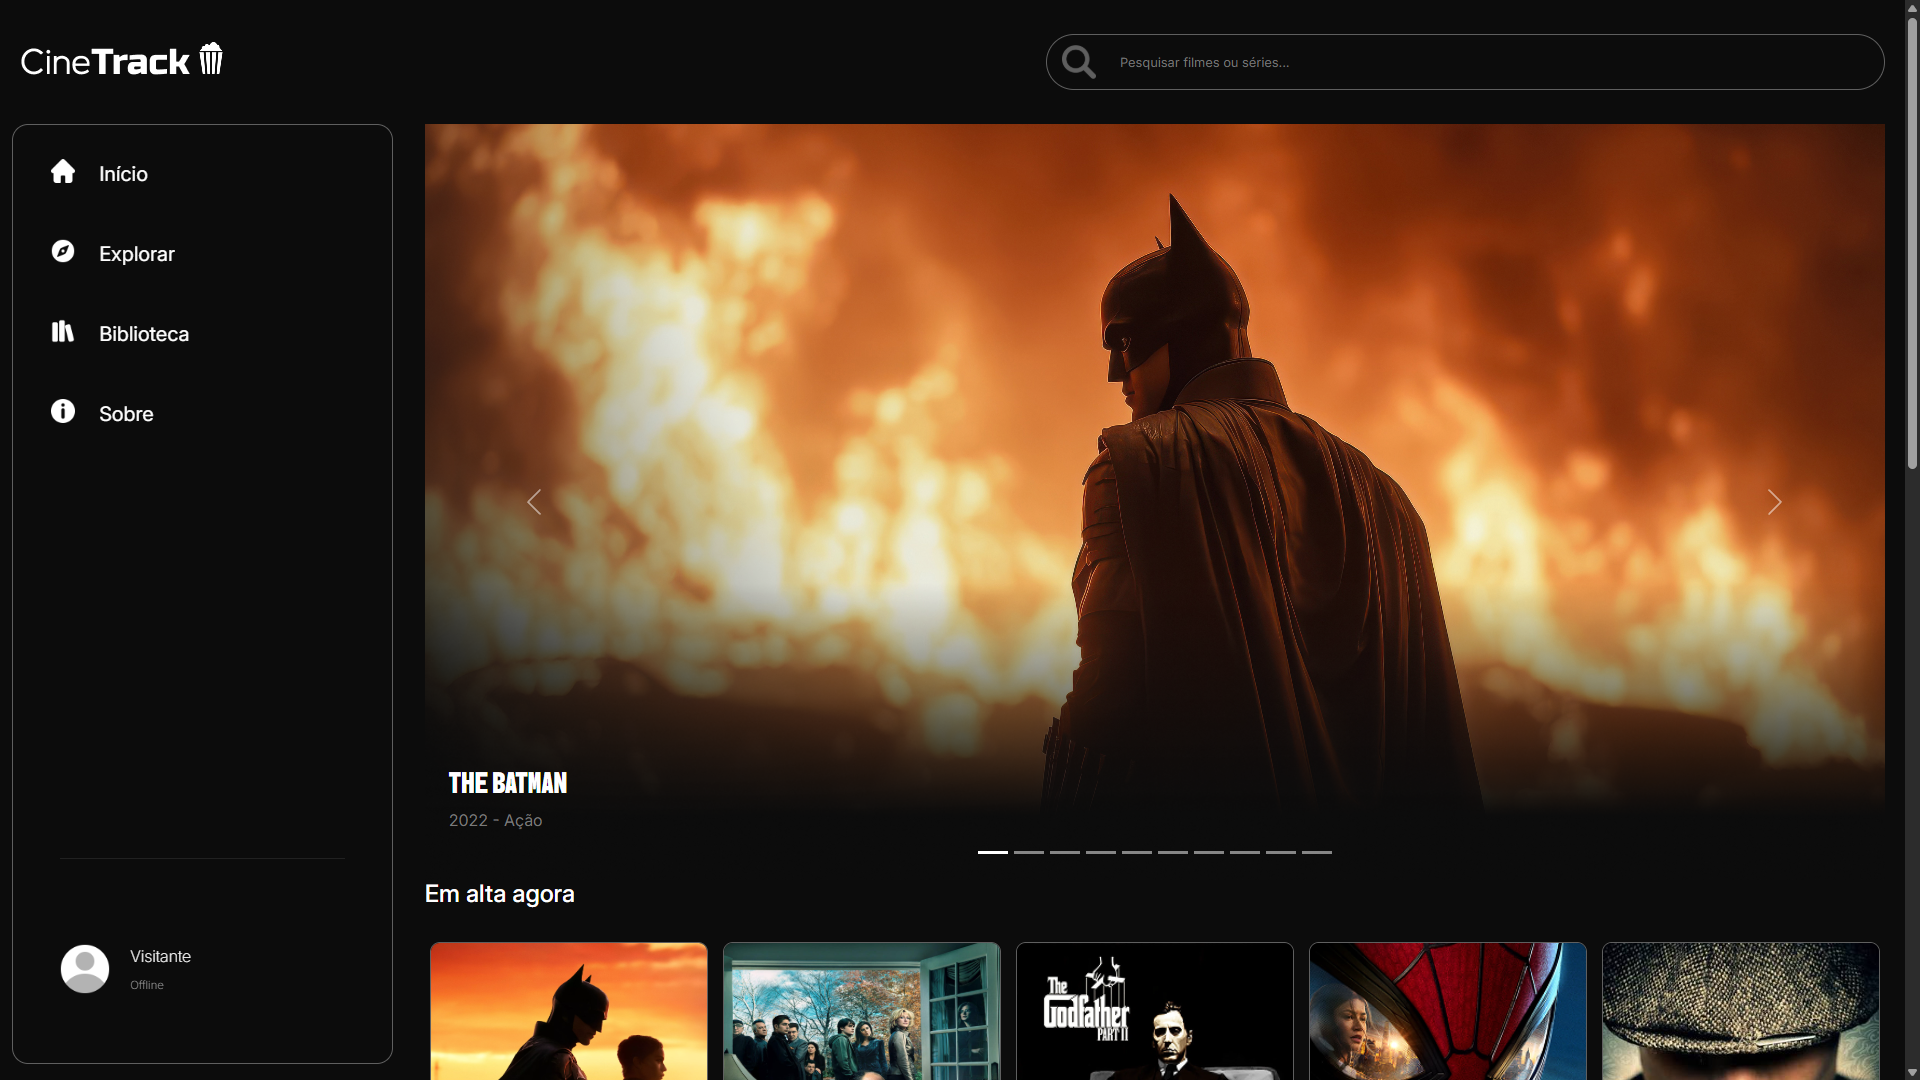 CineTrack
Pesquisar filmes ou séries...
Início
Explorar
Biblioteca
Sobre
THE BATMAN
2022 - Ação
Em alta agora
The
Godfather
PART II
Visitante
Offline